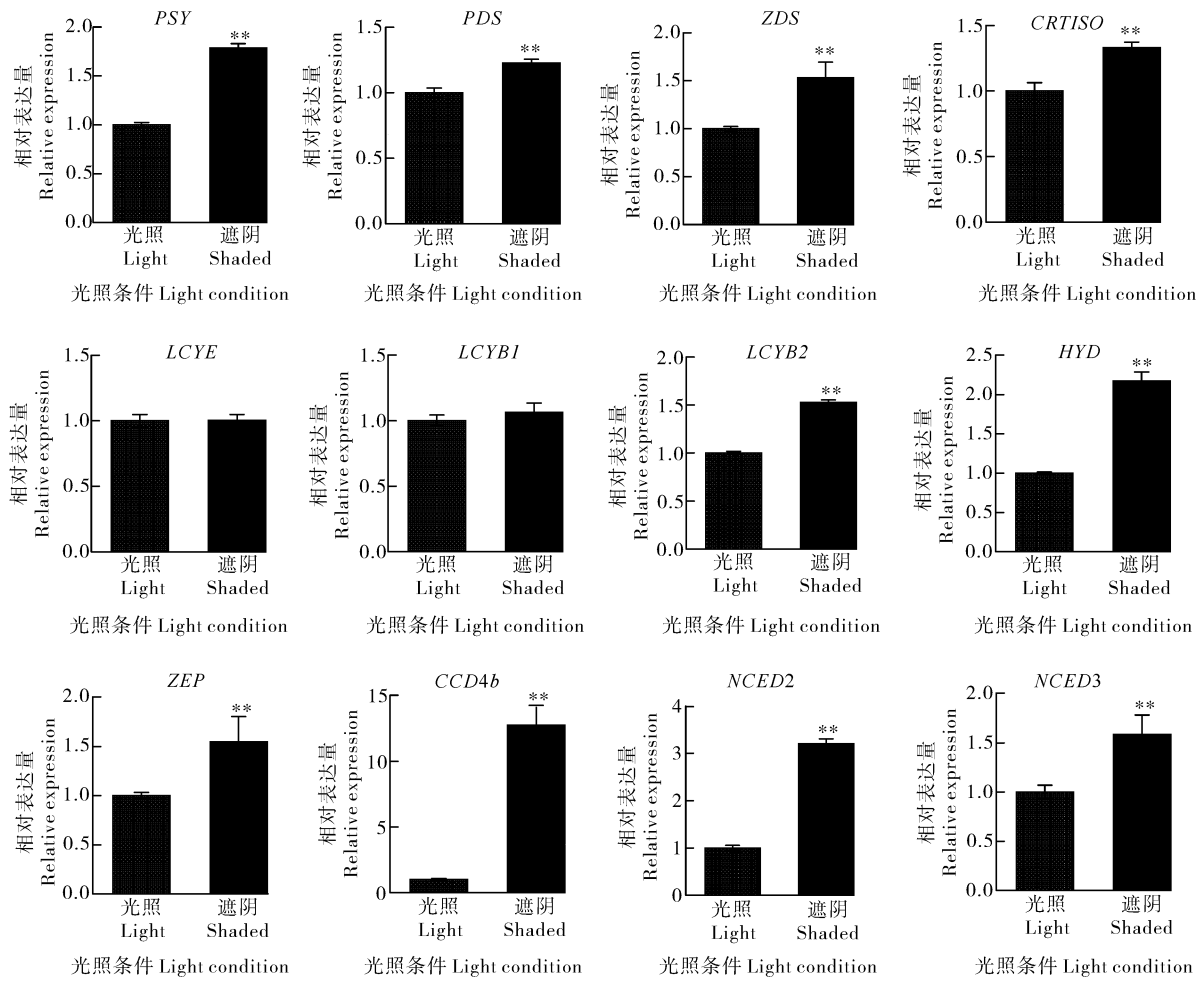 PSY
相对表达量
Relative expression
2.0
1.5
1.0
0.5
0.0
**
光照
Light
遮阴
Shaded
光照条件 Light condition
PDS
相对表达量
Relative expression
1.5
1.0
0.5
0.0
**
光照
Light
遮阴
Shaded
光照条件 Light condition
ZDS
相对表达量
Relative expression
2.0
1.5
1.0
0.5
0.0
**
光照
Light
遮阴
Shaded
光照条件 Light condition
CRTISO
相对表达量
Relative expression
1.5
1.0
0.5
0.0
**
光照
Light
遮阴
Shaded
光照条件 Light condition
LCYE
相对表达量
Relative expression
1.5
1.0
0.5
0.0
光照
Light
遮阴
Shaded
光照条件 Light condition
LCYB1
相对表达量
Relative expression
1.5
1.0
0.5
0.0
光照
Light
遮阴
Shaded
光照条件 Light condition
LCYB2
相对表达量
Relative expression
2.0
1.5
1.0
0.5
0.0
**
光照
Light
遮阴
Shaded
光照条件 Light condition
HYD
相对表达量
Relative expression
2.5
2.0
1.5
1.0
0.5
0.0
**
光照
Light
遮阴
Shaded
光照条件 Light condition
ZEP
相对表达量
Relative expression
2.0
1.5
1.0
0.5
0.0
**
光照
Light
遮阴
Shaded
光照条件 Light condition
CCD4b
相对表达量
Relative expression
15
10
5
0
**
光照
Light
遮阴
Shaded
光照条件 Light condition
NCED2
相对表达量
Relative expression
4
3
2
1
0
**
光照
Light
遮阴
Shaded
光照条件 Light condition
NCED3
相对表达量
Relative expression
2.0
1.5
1.0
0.5
0.0
**
光照
Light
遮阴
Shaded
光照条件 Light condition